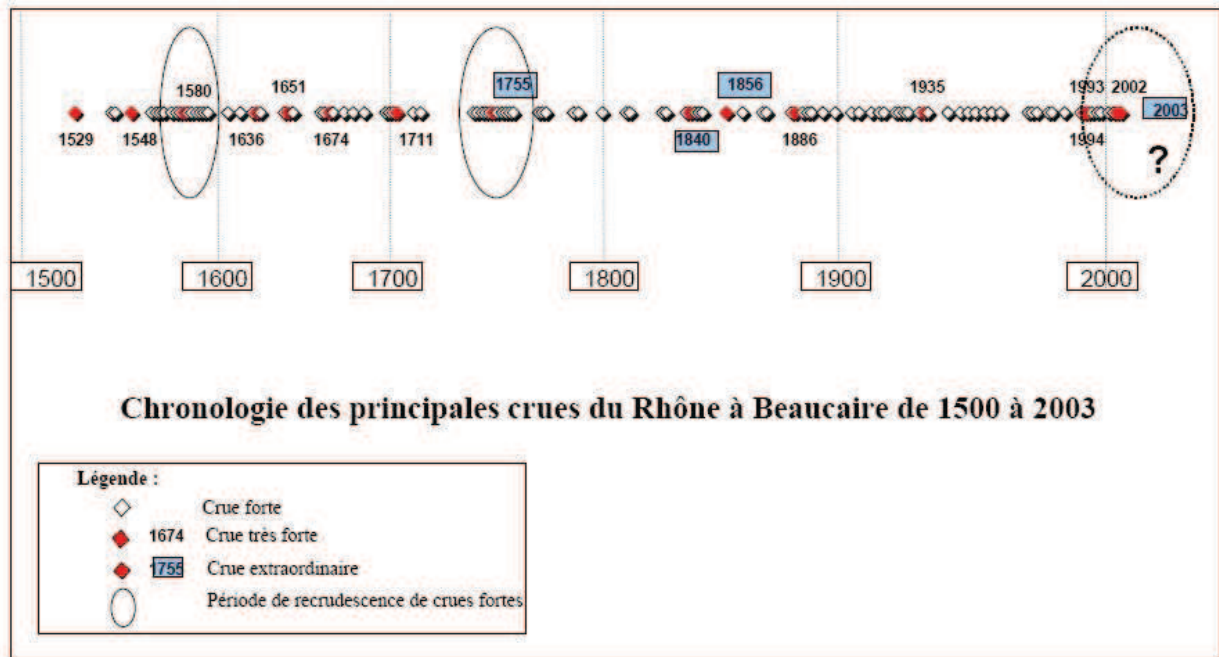 1580 1651 1755 1856 1935 1993 2002
2003
1529 1548 1636 1674 1711 1840 1886 1994
?
1500 1600 1700 1800 1900 2000
Chronologie des principales crues du Rhône à Beaucaire de 1500 à 2003
Légende :
Crue forte
1674 Crue très forte
1755 Crue extraordinaire
Période de recrudescence de crues fortes